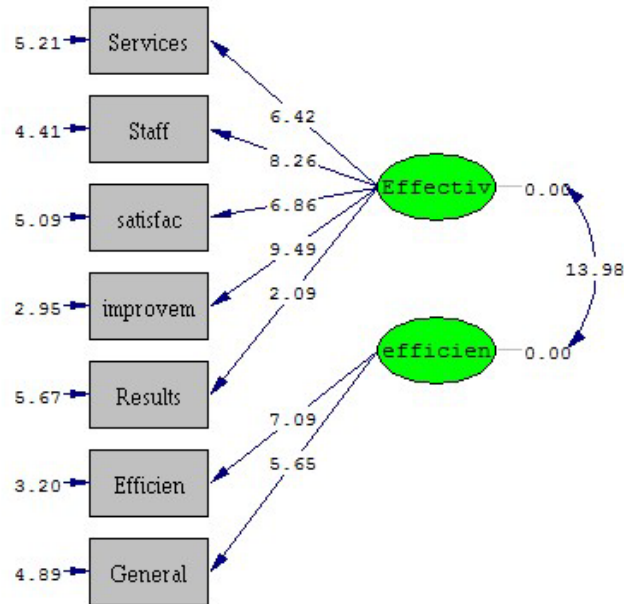 5.21 Services
6.42
4.41 Staff
8.26
Effectiv 0.00
5.09 satisfac
6.86
9.49
13.98
2.95 improvem
2.09
efficien 0.00
5.67 Results
7.09
5.65
3.20 Efficien
4.89 General